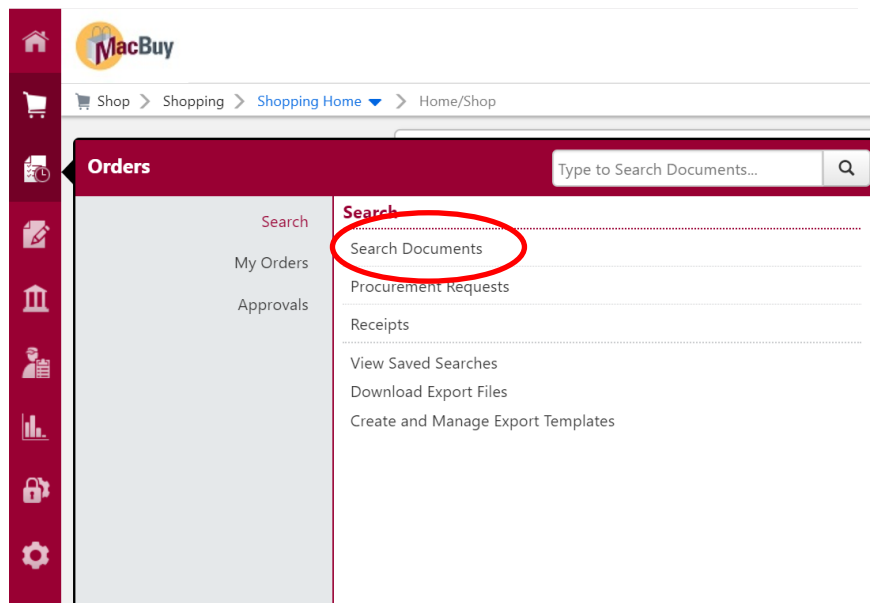 MacBuy
Shop > Shopping > Shopping Home > Home/Shop
Orders
Type to Search Documents...
Search
My Orders
Approvals
Search
Search Documents
Procurement Requests
Receipts
View Saved Searches
Download Export Files
Create and Manage Export Templates